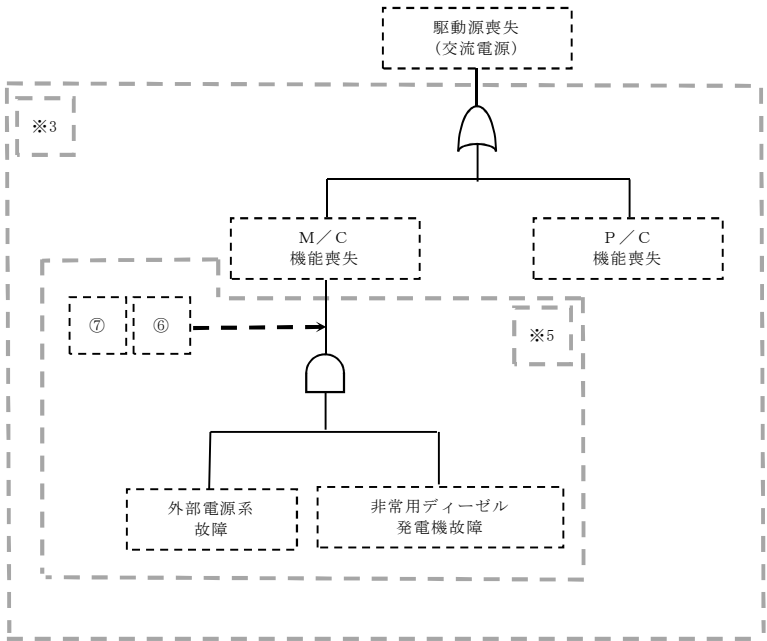 駆動源喪失
(交流電源)
※3
M／C
機能喪失
P／C
機能喪失
⑦
⑥
※5
外部電源系
故障
非常用ディーゼル
発電機故障